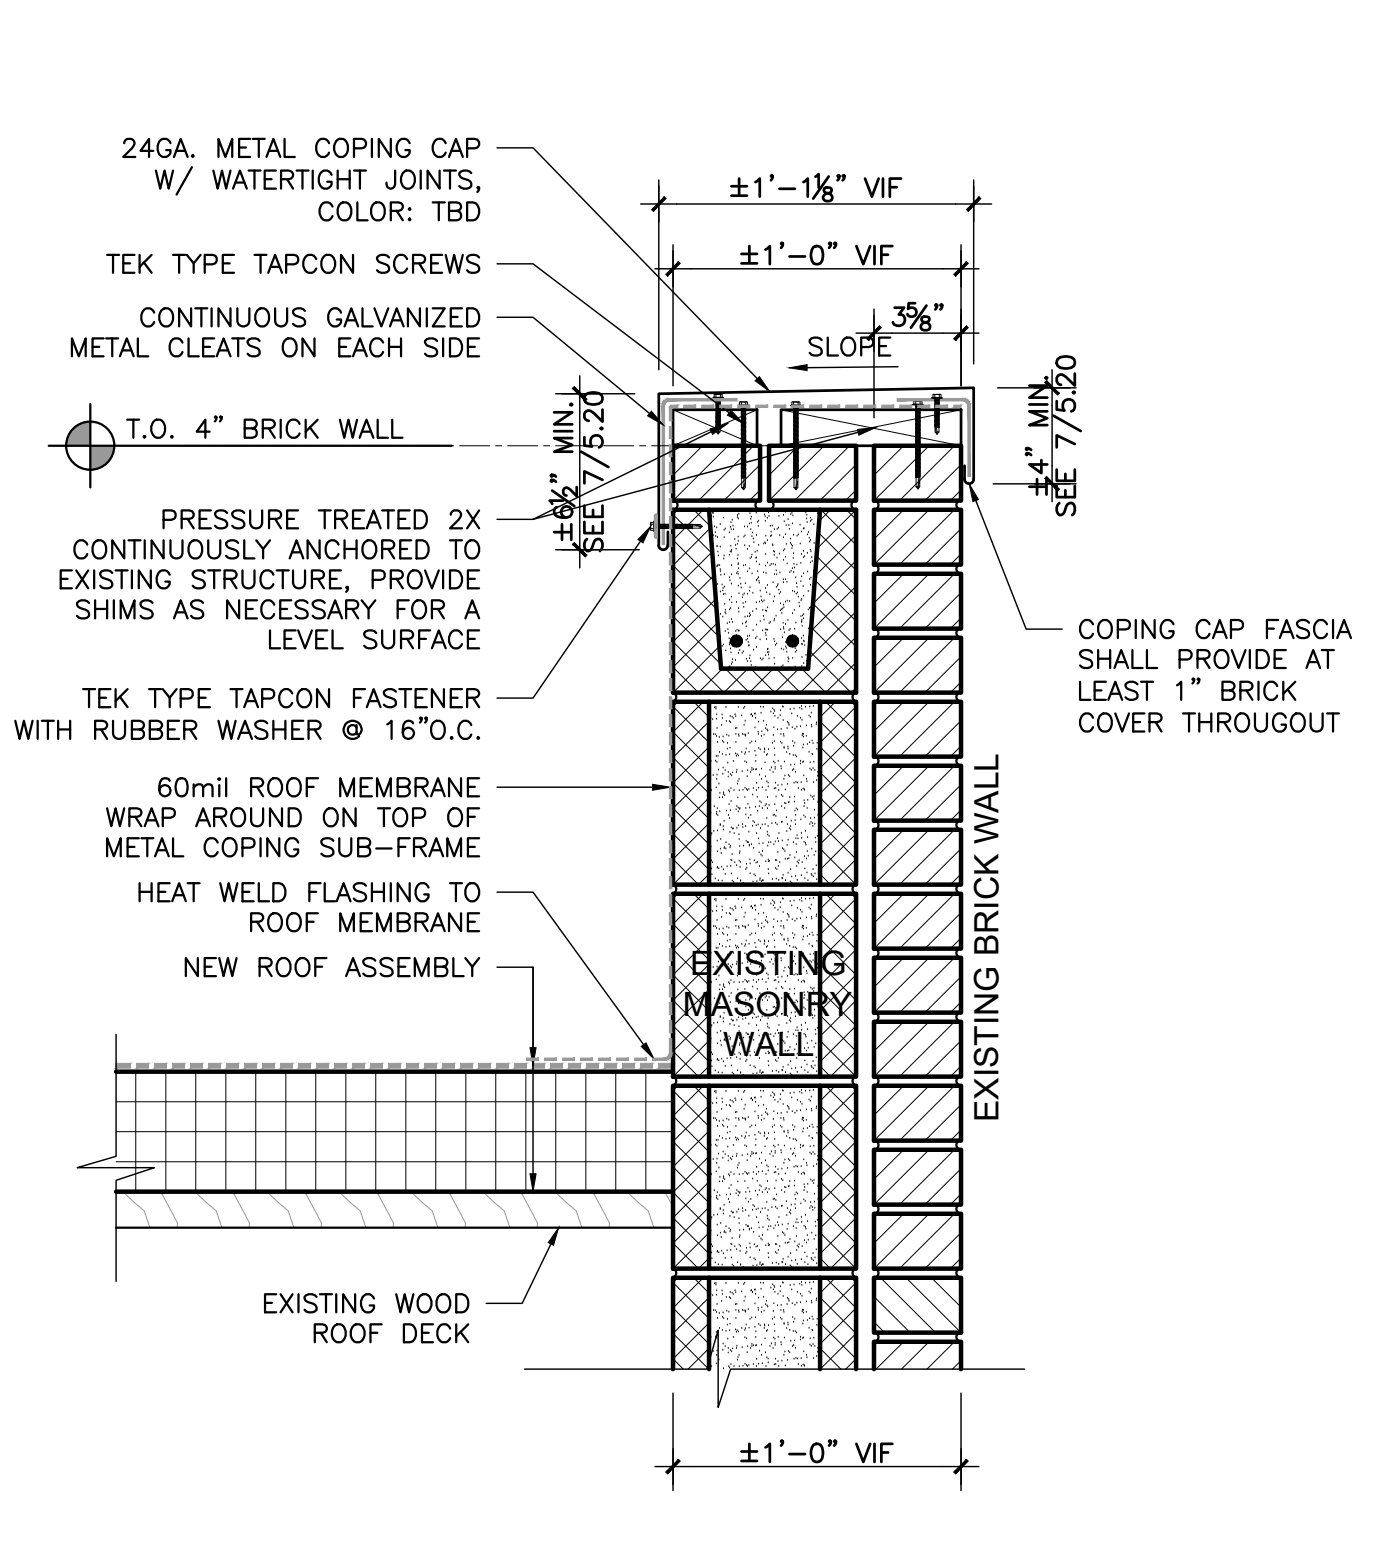 24GA. METAL COPING CAP
W/ WATERTIGHT JOINTS,
COLOR: TBD
TEK TYPE TAPCON SCREWS
CONTINUOUS GALVANIZED
METAL CLEATS ON EACH SIDE
T.O. 4" BRICK WALL
PRESSURE TREATED 2X
CONTINUOUSLY ANCHORED TO
EXISTING STRUCTURE, PROVIDE
SHIMS AS NECESSARY FOR A
LEVEL SURFACE
TEK TYPE TAPCON FASTENER
WITH RUBBER WASHER @ 16"O.C.
60mil ROOF MEMBRANE
WRAP AROUND ON TOP OF
METAL COPING SUB-FRAME
HEAT WELD FLASHING TO
ROOF MEMBRANE
NEW ROOF ASSEMBLY
EXISTING WOOD
ROOF DECK
±1'-1⅛" VIF
±1'-0" VIF
3⅝"
SLOPE
±6½" MIN.
SEE 7/5.20
±4" MIN.
SEE 7/5.20
COPING CAP FASCIA
SHALL PROVIDE AT
LEAST 1" BRICK
COVER THROUGOUT
EXISTING
MASONRY
WALL
EXISTING BRICK WALL
±1'-0" VIF